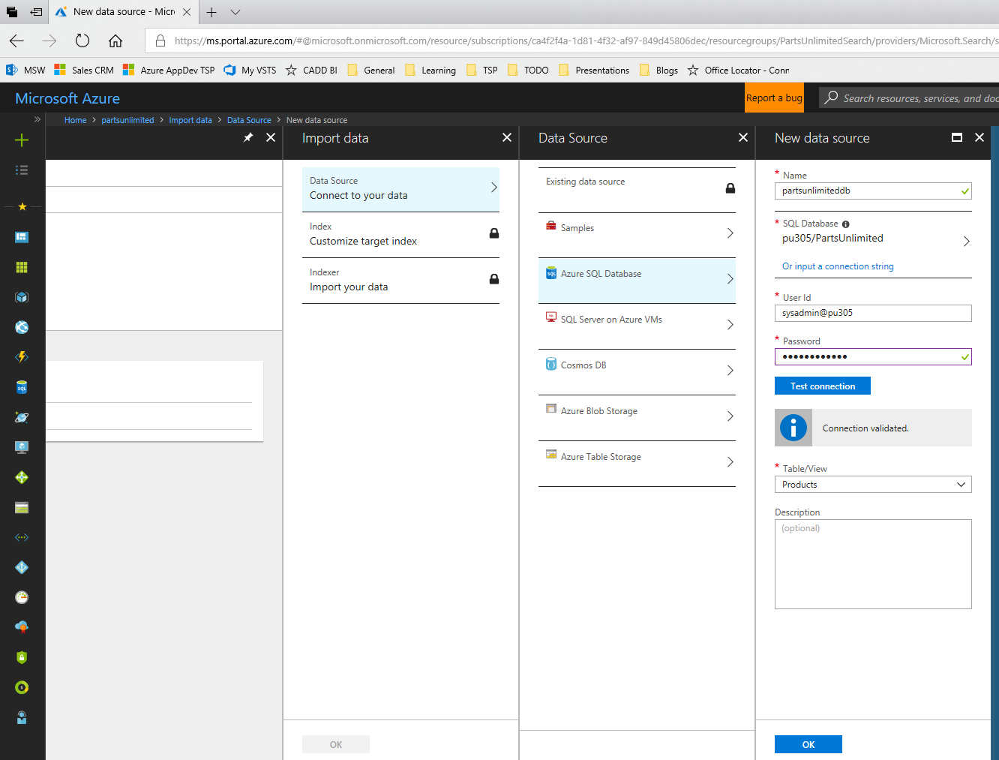 New data source - Micr
https://ms.portal.azure.com/#@microsoft.onmicrosoft.com/resource/subscriptions/ca4f2f4a-1d81-4f32-af97-849d45806dec/resourcegroups/PartsUnlimitedSearch/providers/Microsoft.Search/s
MSW Sales CRM Azure AppDev TSP My VSTS CADD BI General Learning TSP TODO Presentations Blogs Office Locator - Conn
Microsoft Azure
Report a bug
Search resources, services, and doc
Home > partsunlimited > Import data > Data Source > New data source
Import data
Data Source
Connect to your data
Index
Customize target index
Indexer
Import your data
OK
Data Source
Existing data source
Samples
Azure SQL Database
SQL Server on Azure VMs
Cosmos DB
Azure Blob Storage
Azure Table Storage
New data source
* Name
partsunlimiteddb
* SQL Database
pu305/PartsUnlimited
Or input a connection string
* User Id
sysadmin@pu305
* Password
••••••••••••
Test connection
Connection validated.
* Table/View
Products
Description
(optional)
OK